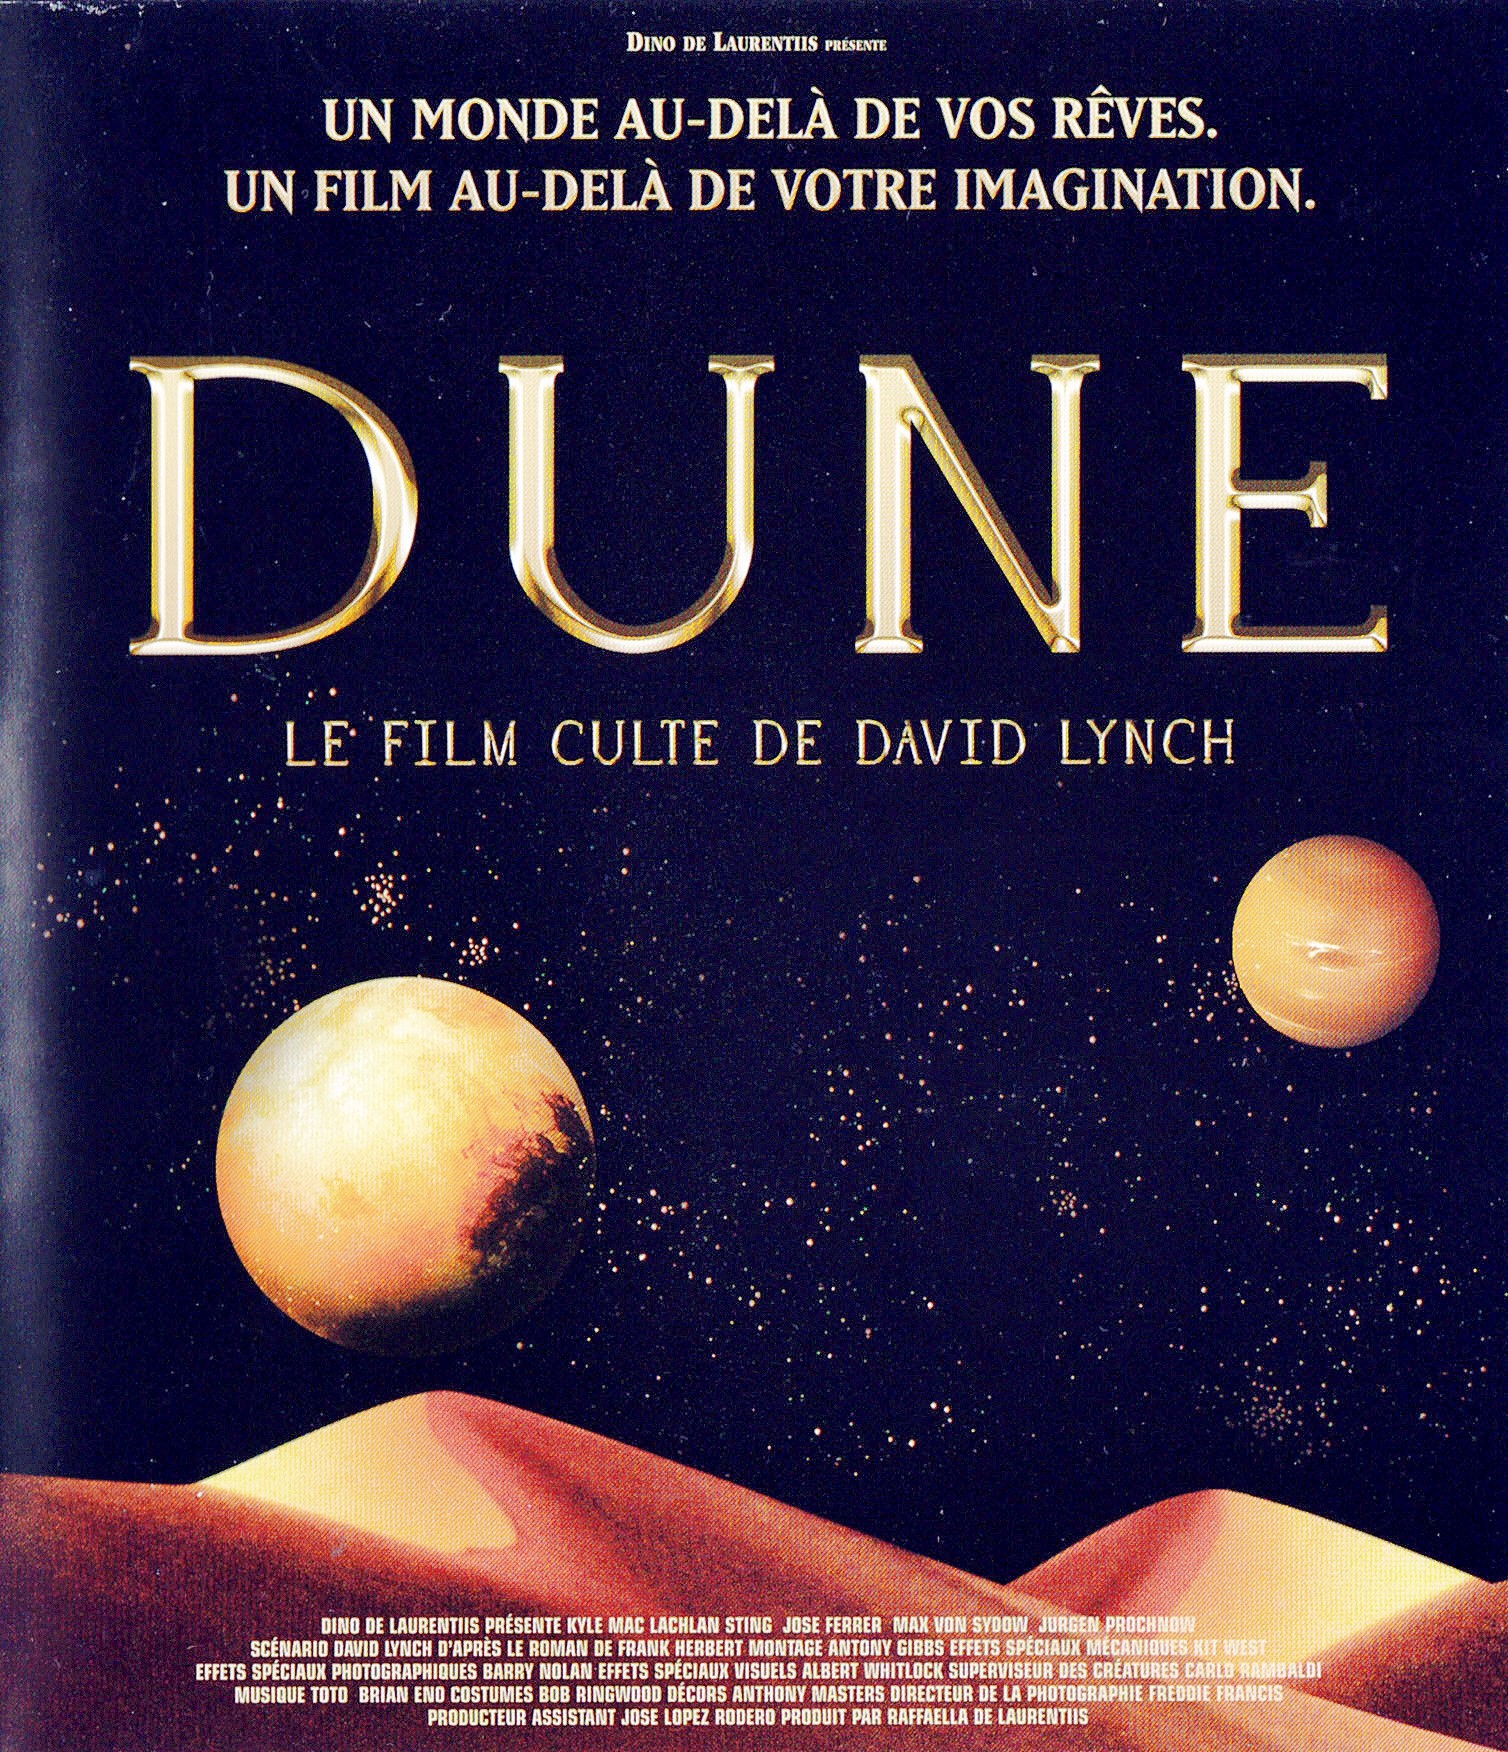 DINO DE LAURENTIIS PRÉSENTE
UN MONDE AU-DELÀ DE VOS RÊVES.
UN FILM AU-DELÀ DE VOTRE IMAGINATION.
DUNE
LE FILM CULTE DE DAVID LYNCH
DINO DE LAURENTIIS PRÉSENTE KYLE MAC LACHLAN STING JOSE FERRER MAX VON SYDOW JURGEN PROCHNOW
SCÉNARIO DAVID LYNCH D'APRÈS LE ROMAN DE FRANK HERBERT MONTAGE ANTONY GIBBS EFFETS SPÉCIAUX MÉCANIQUES KIT WEST
EFFETS SPÉCIAUX PHOTOGRAPHIQUES BARRY NOLAN EFFETS SPÉCIAUX VISUELS ALBERT WHITLOCK SUPERVISEUR DES CRÉATURES CARLO RAMBALDI
MUSIQUE TOTO BRIAN ENO COSTUMES BOB RINGWOOD DÉCORS ANTHONY MASTERS DIRECTEUR DE LA PHOTOGRAPHIE FREDDIE FRANCIS
PRODUCTEUR ASSISTANT JOSE LOPEZ RODERO PRODUIT PAR RAFFAELLA DE LAURENTIIS